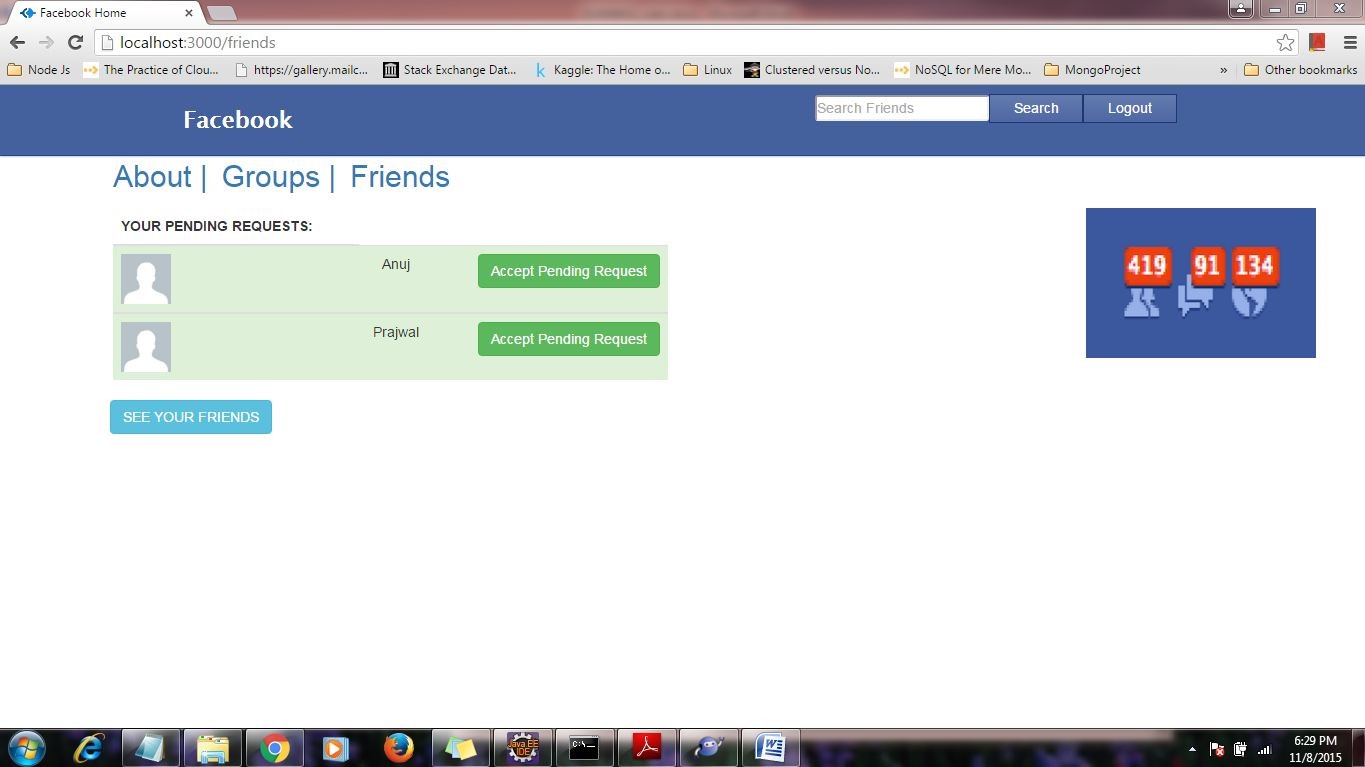 Facebook Home
localhost:3000/friends
Node Js The Practice of Clou... https://gallery.mailc... Stack Exchange Dat... Kaggle: The Home o... Linux Clustered versus No... NoSQL for Mere Mo... MongoProject » Other bookmarks
Facebook
Search Friends Search Logout
About | Groups | Friends
YOUR PENDING REQUESTS:
Anuj Accept Pending Request
Prajwal Accept Pending Request
419 91 134
SEE YOUR FRIENDS
Java EE
IDE
C:\_
6:29 PM
11/8/2015